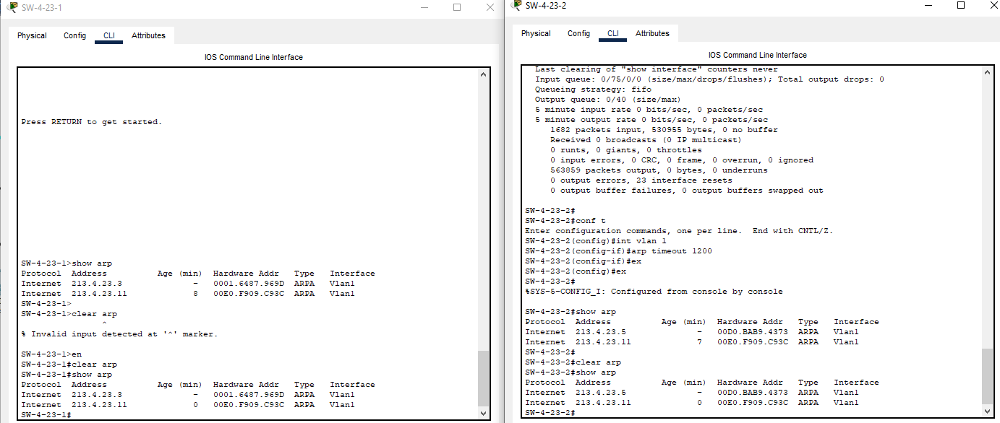 SW-4-23-1
Physical Config CLI Attributes
IOS Command Line Interface
Press RETURN to get started.
SW-4-23-1>show arp
Protocol  Address          Age (min)  Hardware Addr   Type   Interface
Internet  213.4.23.3              -   0001.6487.969D  ARPA   Vlan1
Internet  213.4.23.11             8   00E0.F909.C93C  ARPA   Vlan1
SW-4-23-1>
SW-4-23-1>clear arp
^
% Invalid input detected at '^' marker.
SW-4-23-1>en
SW-4-23-1#clear arp
SW-4-23-1#show arp
Protocol  Address          Age (min)  Hardware Addr   Type   Interface
Internet  213.4.23.3              -   0001.6487.969D  ARPA   Vlan1
Internet  213.4.23.11             0   00E0.F909.C93C  ARPA   Vlan1
SW-4-23-1#
SW-4-23-2
Physical Config CLI Attributes
IOS Command Line Interface
Last clearing of "show interface" counters never
Input queue: 0/75/0/0 (size/max/drops/flushes); Total output drops: 0
Queueing strategy: fifo
Output queue: 0/40 (size/max)
5 minute input rate 0 bits/sec, 0 packets/sec
5 minute output rate 0 bits/sec, 0 packets/sec
1682 packets input, 530955 bytes, 0 no buffer
Received 0 broadcasts (0 IP multicast)
0 runts, 0 giants, 0 throttles
0 input errors, 0 CRC, 0 frame, 0 overrun, 0 ignored
563859 packets output, 0 bytes, 0 underruns
0 output errors, 23 interface resets
0 output buffer failures, 0 output buffers swapped out
SW-4-23-2#
SW-4-23-2#conf t
Enter configuration commands, one per line.  End with CNTL/Z.
SW-4-23-2(config)#int vlan 1
SW-4-23-2(config-if)#arp timeout 1200
SW-4-23-2(config-if)#ex
SW-4-23-2(config)#ex
SW-4-23-2#
%SYS-5-CONFIG_I: Configured from console by console
SW-4-23-2#show arp
Protocol  Address          Age (min)  Hardware Addr   Type   Interface
Internet  213.4.23.5              -   00D0.BAB9.4373  ARPA   Vlan1
Internet  213.4.23.11             7   00E0.F909.C93C  ARPA   Vlan1
SW-4-23-2#
SW-4-23-2#clear arp
SW-4-23-2#show arp
Protocol  Address          Age (min)  Hardware Addr   Type   Interface
Internet  213.4.23.5              -   00D0.BAB9.4373  ARPA   Vlan1
Internet  213.4.23.11             0   00E0.F909.C93C  ARPA   Vlan1
SW-4-23-2#